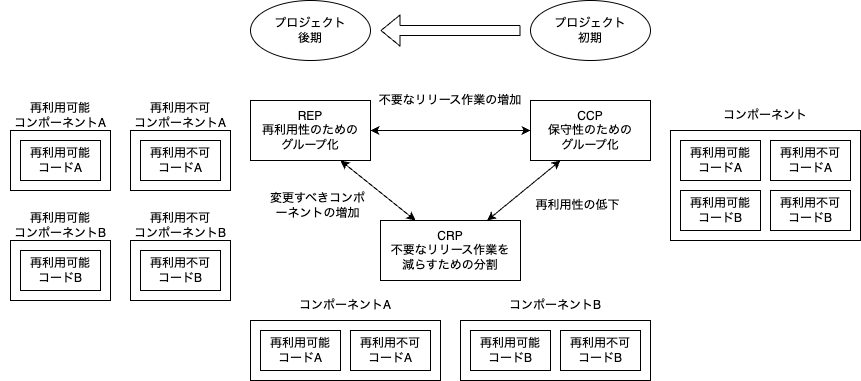 プロジェクト
後期
プロジェクト
初期
再利用可能
コンポーネントA
再利用可能
コードA
再利用不可
コンポーネントA
再利用不可
コードA
再利用可能
コンポーネントB
再利用可能
コードB
再利用不可
コンポーネントB
再利用不可
コードB
REP
再利用性のための
グループ化
不要なリリース作業の増加
CCP
保守性のための
グループ化
変更すべきコンポ
ーネントの増加
再利用性の低下
CRP
不要なリリース作業を
減らすための分割
コンポーネント
再利用可能
コードA
再利用不可
コードA
再利用可能
コードB
再利用不可
コードB
コンポーネントA
再利用可能
コードA
再利用不可
コードA
コンポーネントB
再利用可能
コードB
再利用不可
コードB